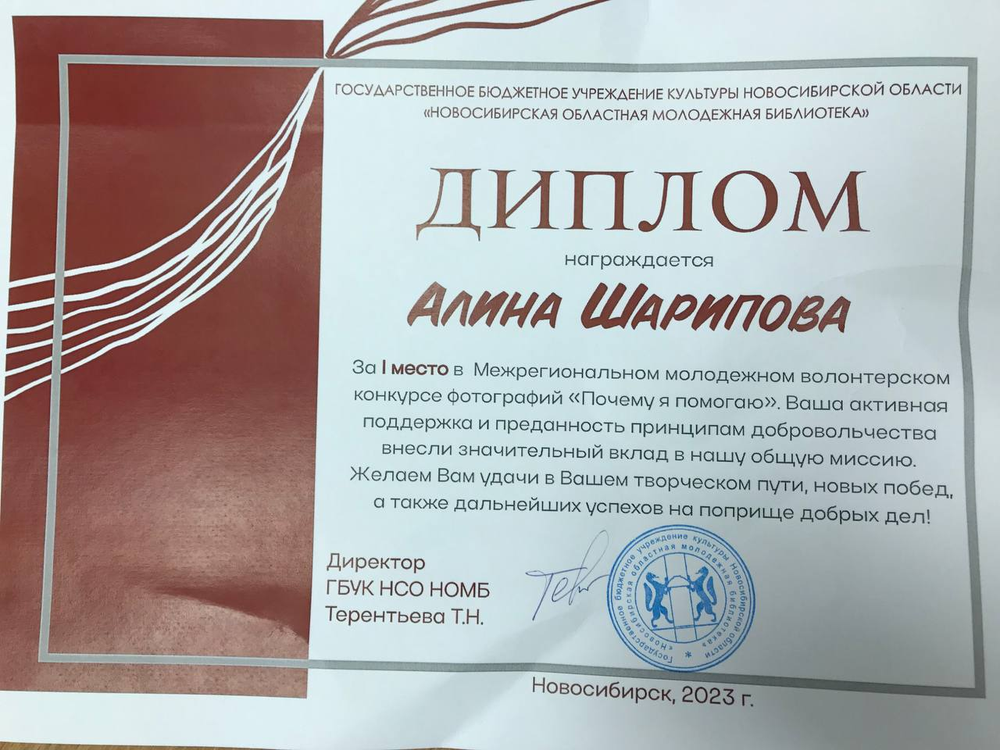 ГОСУДАРСТВЕННОЕ БЮДЖЕТНОЕ УЧРЕЖДЕНИЕ КУЛЬТУРЫ НОВОСИБИРСКОЙ ОБЛАСТИ
«НОВОСИБИРСКАЯ ОБЛАСТНАЯ МОЛОДЕЖНАЯ БИБЛИОТЕКА»
ДИПЛОМ
награждается
АЛИНА ШАРИПОВА
За I место в Межрегиональном молодежном волонтерском
конкурсе фотографий «Почему я помогаю». Ваша активная
поддержка и преданность принципам добровольчества
внесли значительный вклад в нашу общую миссию.
Желаем Вам удачи в Вашем творческом пути, новых побед,
а также дальнейших успехов на поприще добрых дел!
Директор
ГБУК НСО НОМБ
Терентьева Т.Н.
Государственное бюджетное учреждение культуры Новосибирской области
«Новосибирская областная молодежная библиотека»
Новосибирск, 2023 г.